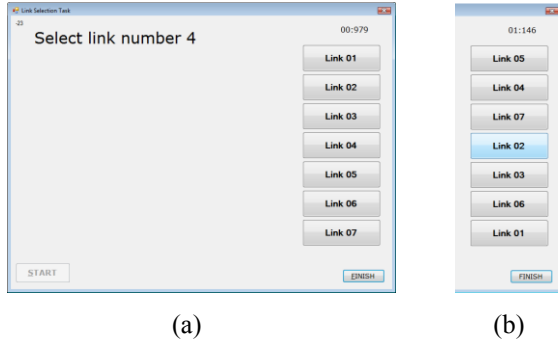 Link Selection Task
-23
Select link number 4
00:979
Link 01
Link 02
Link 03
Link 04
Link 05
Link 06
Link 07
START
FINISH
(a)
01:146
Link 05
Link 04
Link 07
Link 02
Link 03
Link 06
Link 01
FINISH
(b)